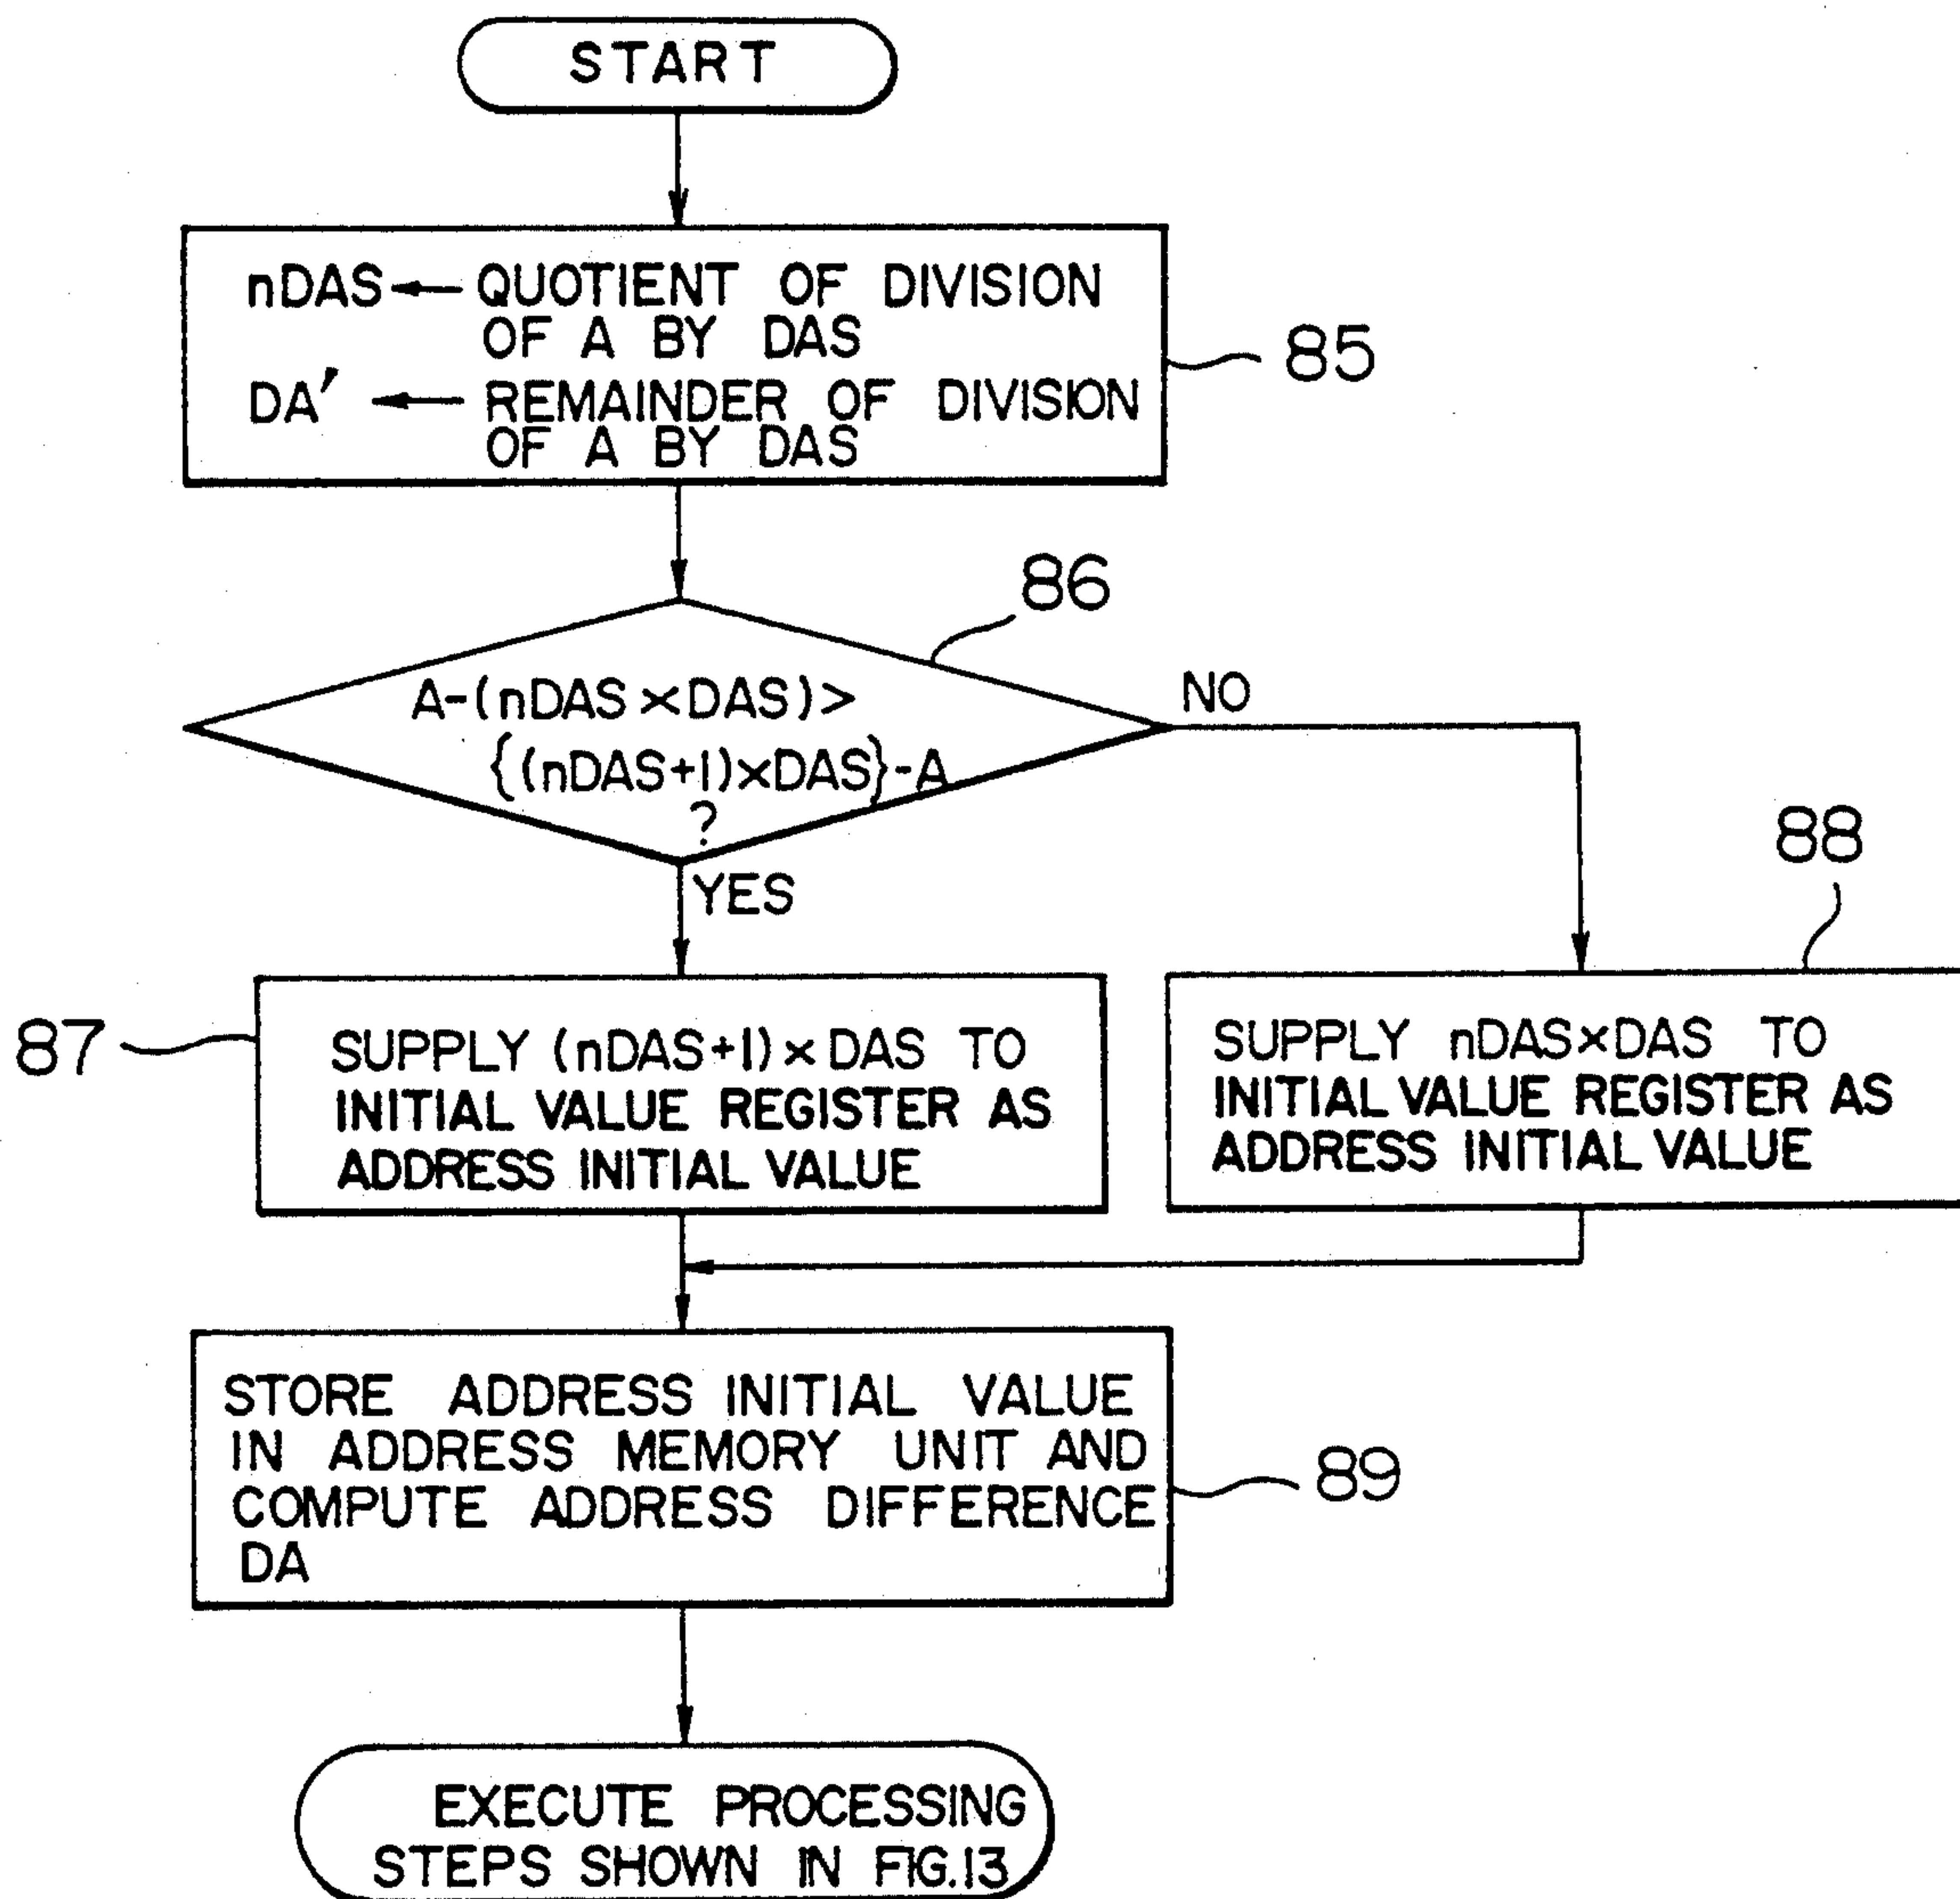 START
nDAS ← QUOTIENT OF DIVISION
OF A BY DAS
DA' ← REMAINDER OF DIVISION
OF A BY DAS
85
86
A-(nDAS×DAS)>
{(nDAS+1)×DAS}-A
?
NO
YES
88
87
SUPPLY (nDAS+1)×DAS TO
INITIAL VALUE REGISTER AS
ADDRESS INITIAL VALUE
SUPPLY nDAS×DAS TO
INITIAL VALUE REGISTER AS
ADDRESS INITIAL VALUE
STORE ADDRESS INITIAL VALUE
IN ADDRESS MEMORY UNIT AND
COMPUTE ADDRESS DIFFERENCE
DA
89
EXECUTE PROCESSING
STEPS SHOWN IN FIG.13